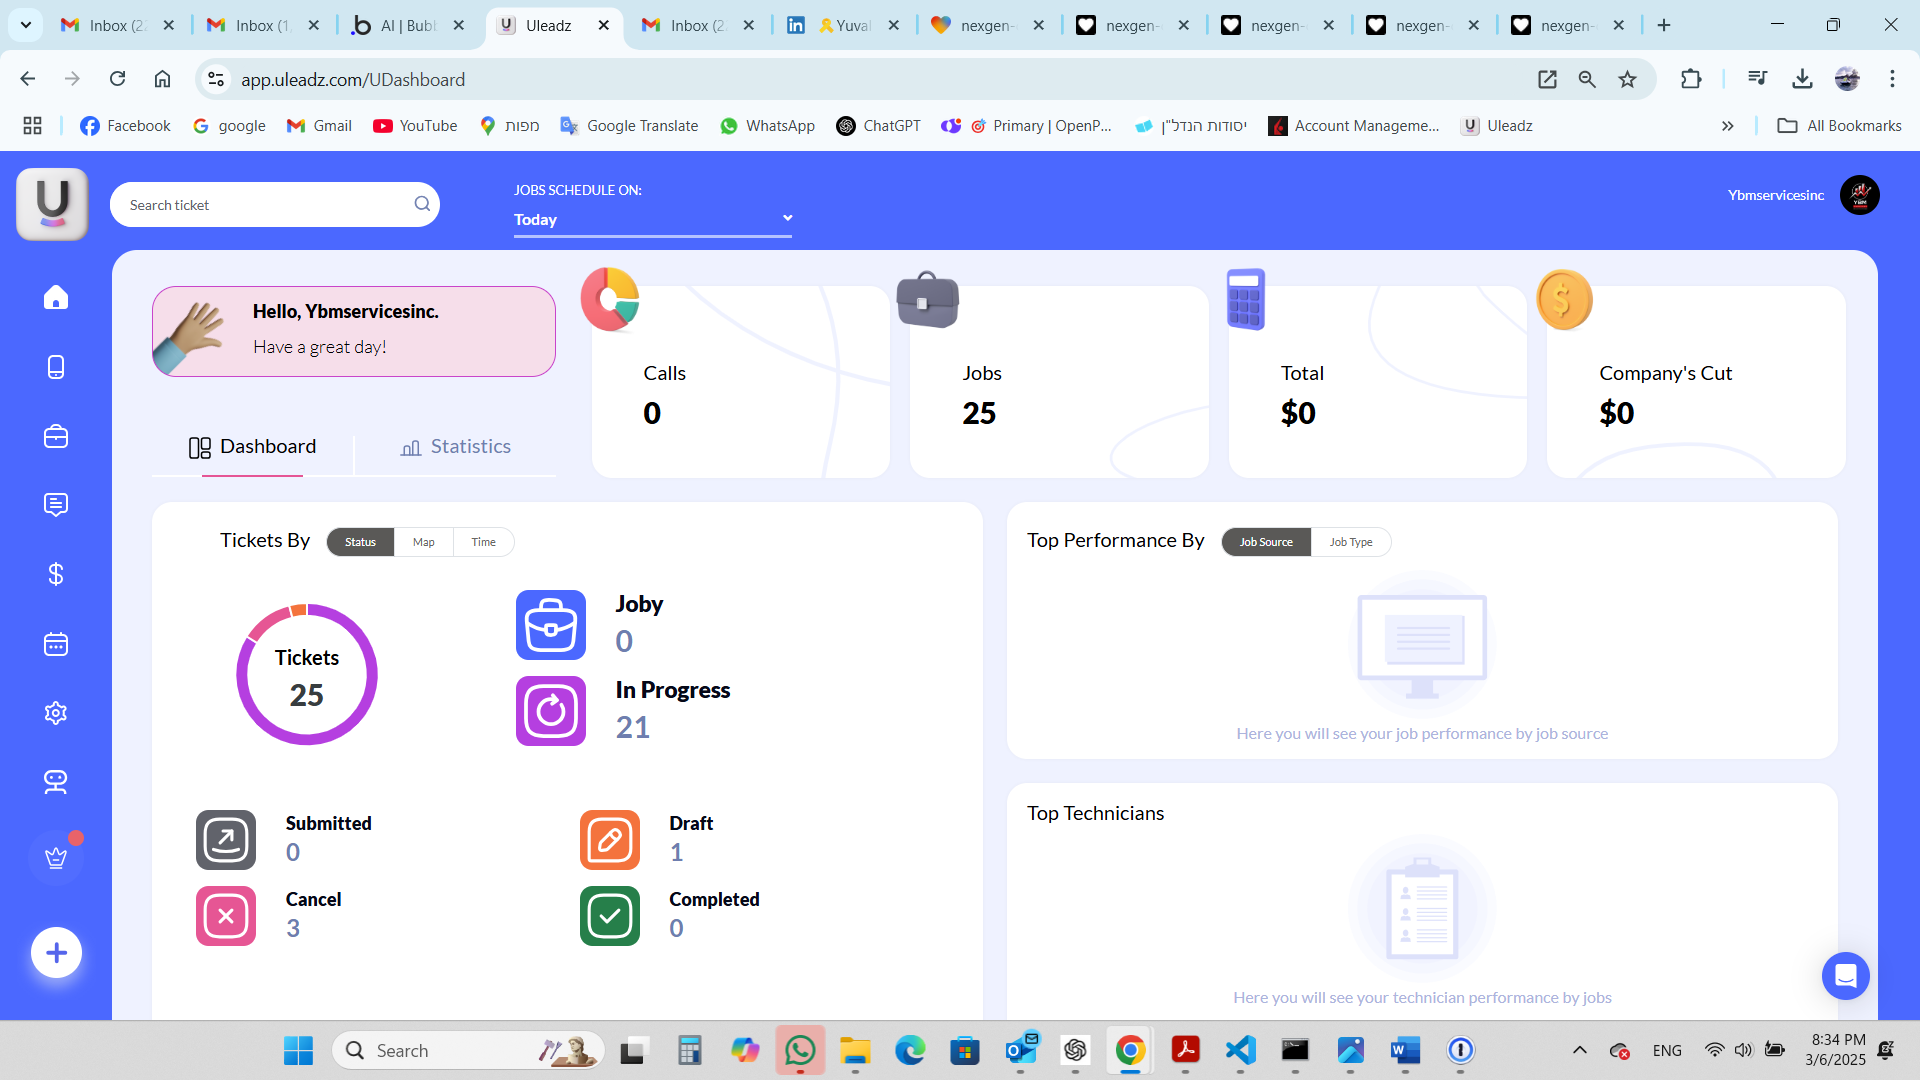 Inbox (22
Inbox (1,
AI | Bubb
Uleadz
Inbox (22
Yuval
nexgen-
nexgen-
nexgen-
nexgen-
nexgen-
app.uleadz.com/UDashboard
Facebook
google
Gmail
YouTube
מפות
Google Translate
WhatsApp
ChatGPT
Primary | OpenP...
יסודות הנדל"ן
Account Manageme...
Uleadz
All Bookmarks
U
Search ticket
JOBS SCHEDULE ON:
Today
Ybmservicesinc
Hello, Ybmservicesinc.
Have a great day!
Dashboard
Statistics
Calls
0
Jobs
25
Total
$0
Company's Cut
$0
Tickets By
Status
Map
Time
Tickets
25
Joby
0
In Progress
21
Submitted
0
Draft
1
Cancel
3
Completed
0
Top Performance By
Job Source
Job Type
Here you will see your job performance by job source
Top Technicians
Here you will see your technician performance by jobs
Search
ENG
8:34 PM
3/6/2025